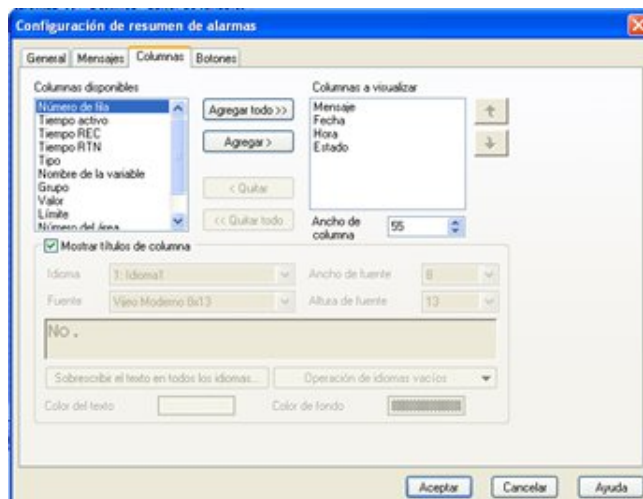 Configuración de resumen de alarmas
General Mensajes Columnas Botones
Columnas disponibles
Número de fila
Tiempo activo
Tiempo REC
Tiempo RTN
Tipo
Nombre de la variable
Grupo
Valor
Límite
Número del área
Agregar todo >>
Agregar >
< Quitar
<< Quitar todo
Columnas a visualizar
Mensaje
Fecha
Hora
Estado
Ancho de columna 55
Mostrar títulos de columna
Idioma 1: Idioma1 Ancho de fuente 8
Fuente Viejo Moderno 8x13 Altura de fuente 13
No.
Sobrescribir el texto en todos los idiomas... Operación de idiomas vacíos
Color del texto Color de fondo
Aceptar Cancelar Ayuda